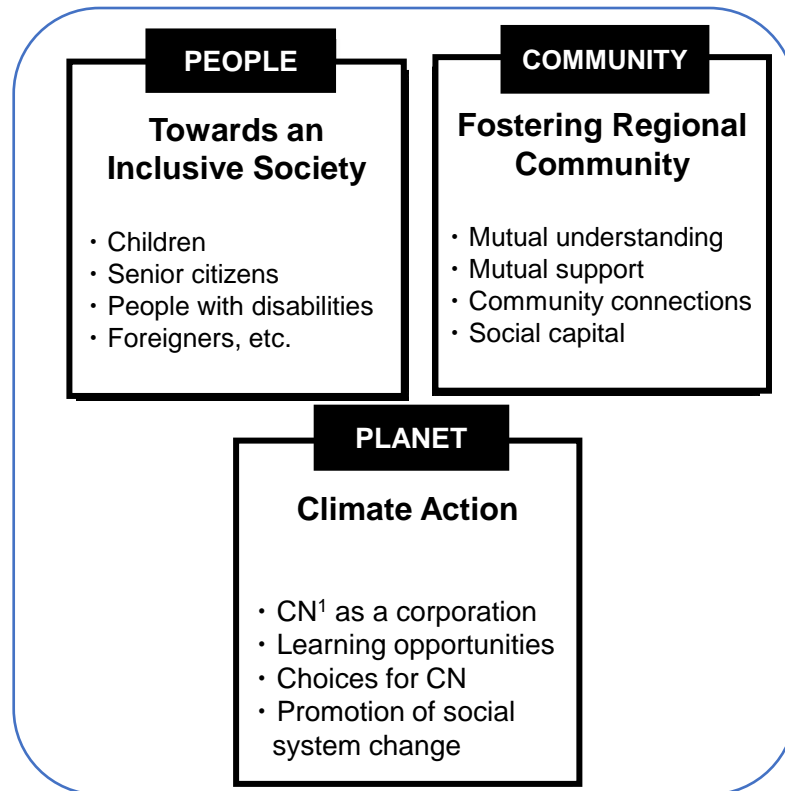 PEOPLE
Towards an
Inclusive Society
・Children
・Senior citizens
・People with disabilities
・Foreigners, etc.
COMMUNITY
Fostering Regional
Community
・Mutual understanding
・Mutual support
・Community connections
・Social capital
PLANET
Climate Action
・CN¹ as a corporation
・Learning opportunities
・Choices for CN
・Promotion of social
system change